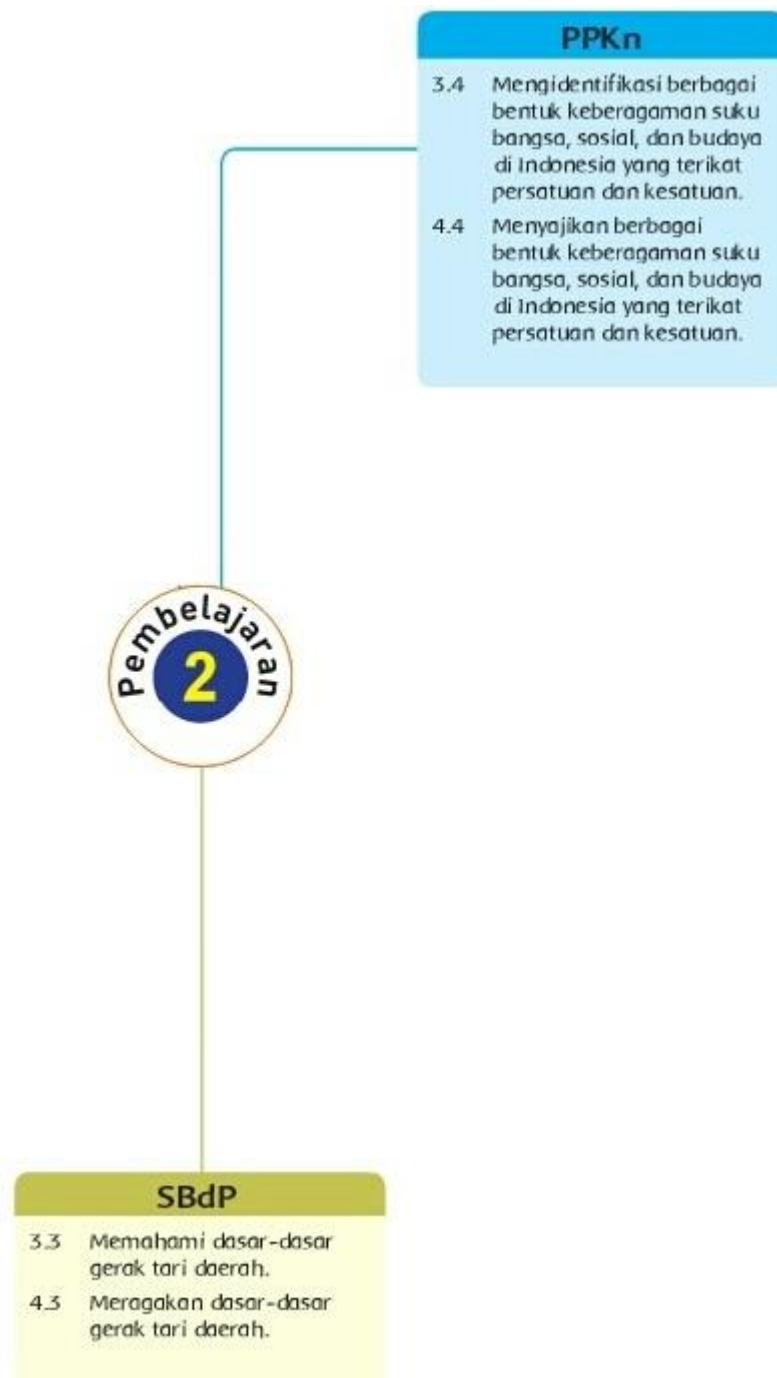 PPKn
3.4 Mengidentifikasi berbagai
bentuk keberagaman suku
bangsa, sosial, dan budaya
di Indonesia yang terikat
persatuan dan kesatuan.
4.4 Menyajikan berbagai
bentuk keberagaman suku
bangsa, sosial, dan budaya
di Indonesia yang terikat
persatuan dan kesatuan.
Pembelajaran
2
SBdP
3.3 Memahami dasar-dasar
gerak tari daerah.
4.3 Meragakan dasar-dasar
gerak tari daerah.